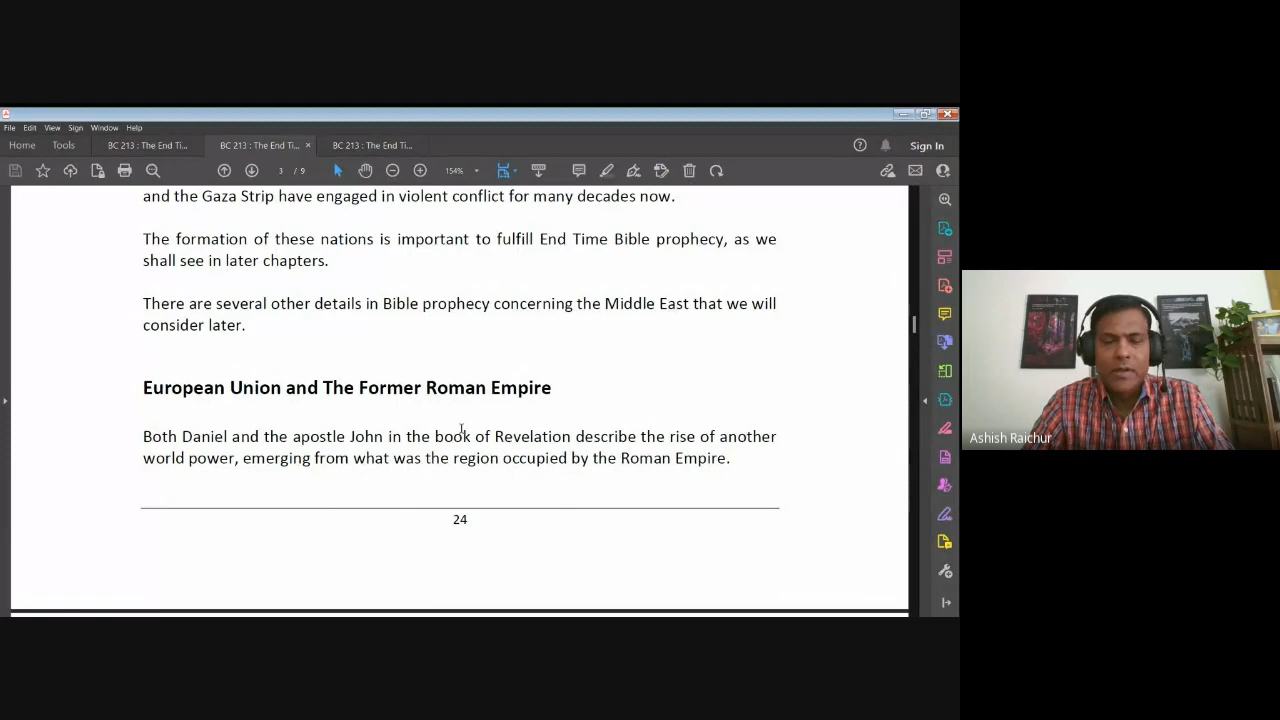 File Edit View Sign Window Help
Home Tools BC 213 : The End Ti... BC 213 : The End Ti... × BC 213 : The End Ti... Sign In
3 / 9 154%
and the Gaza Strip have engaged in violent conflict for many decades now.
The formation of these nations is important to fulfill End Time Bible prophecy, as we
shall see in later chapters.
There are several other details in Bible prophecy concerning the Middle East that we will
consider later.
European Union and The Former Roman Empire
Both Daniel and the apostle John in the book of Revelation describe the rise of another
world power, emerging from what was the region occupied by the Roman Empire.
24
Ashish Raichur